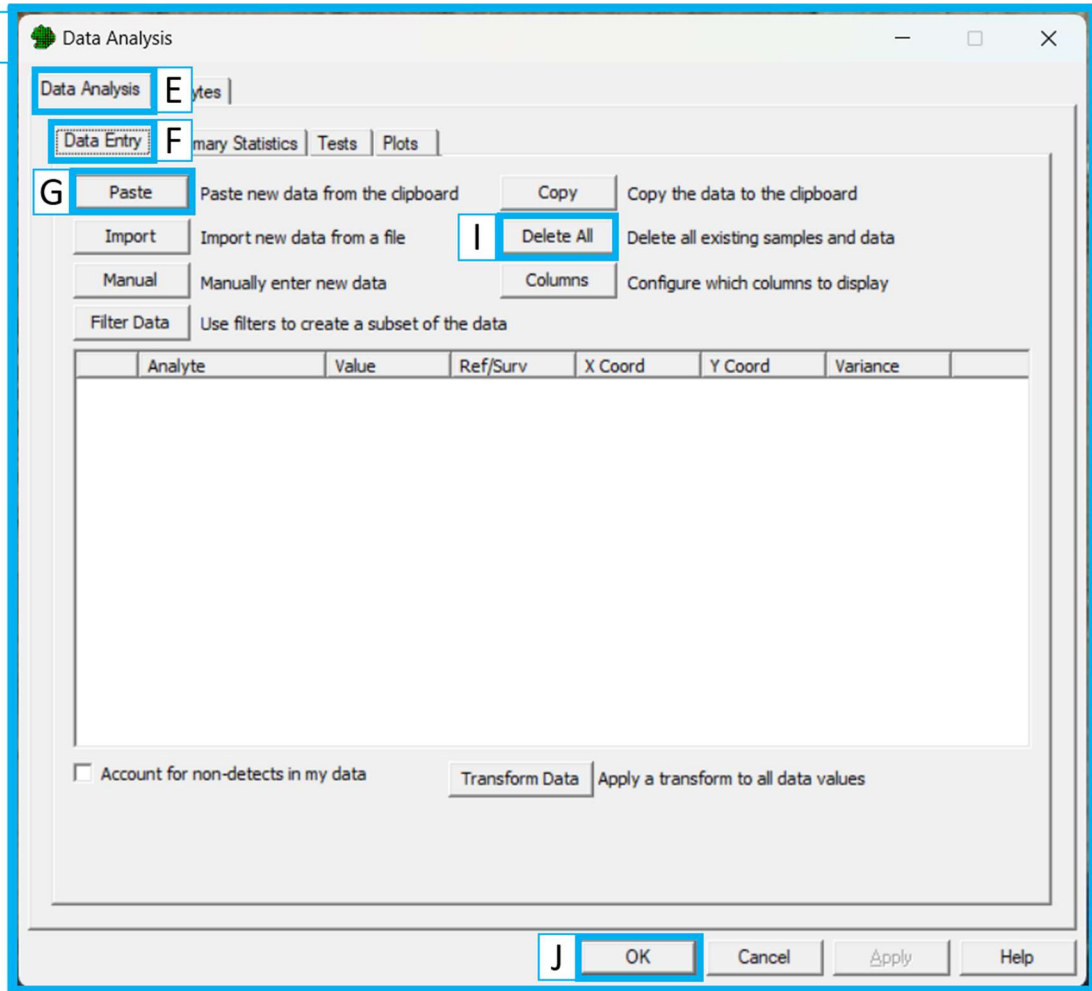 Data Analysis
Data Analysis E ytes
Data Entry F mary Statistics Tests Plots
G Paste Paste new data from the clipboard Copy Copy the data to the clipboard
Import Import new data from a file I Delete All Delete all existing samples and data
Manual Manually enter new data Columns Configure which columns to display
Filter Data Use filters to create a subset of the data
Analyte Value Ref/Surv X Coord Y Coord Variance
Account for non-detects in my data Transform Data Apply a transform to all data values
J OK Cancel Apply Help